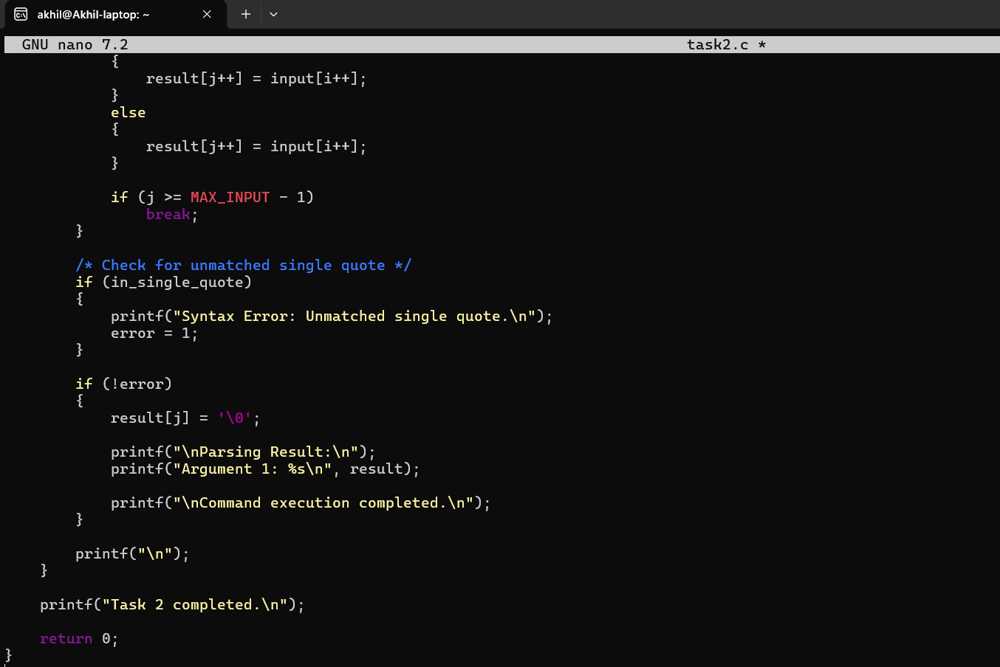 akhil@Akhil-laptop: ~
GNU nano 7.2 task2.c *
            {
                result[j++] = input[i++];
            }
            else
            {
                result[j++] = input[i++];
            }

            if (j >= MAX_INPUT - 1)
                break;
        }

        /* Check for unmatched single quote */
        if (in_single_quote)
        {
            printf("Syntax Error: Unmatched single quote.\n");
            error = 1;
        }

        if (!error)
        {
            result[j] = '\0';

            printf("\nParsing Result:\n");
            printf("Argument 1: %s\n", result);

            printf("\nCommand execution completed.\n");
        }

        printf("\n");
    }

    printf("Task 2 completed.\n");

    return 0;
}